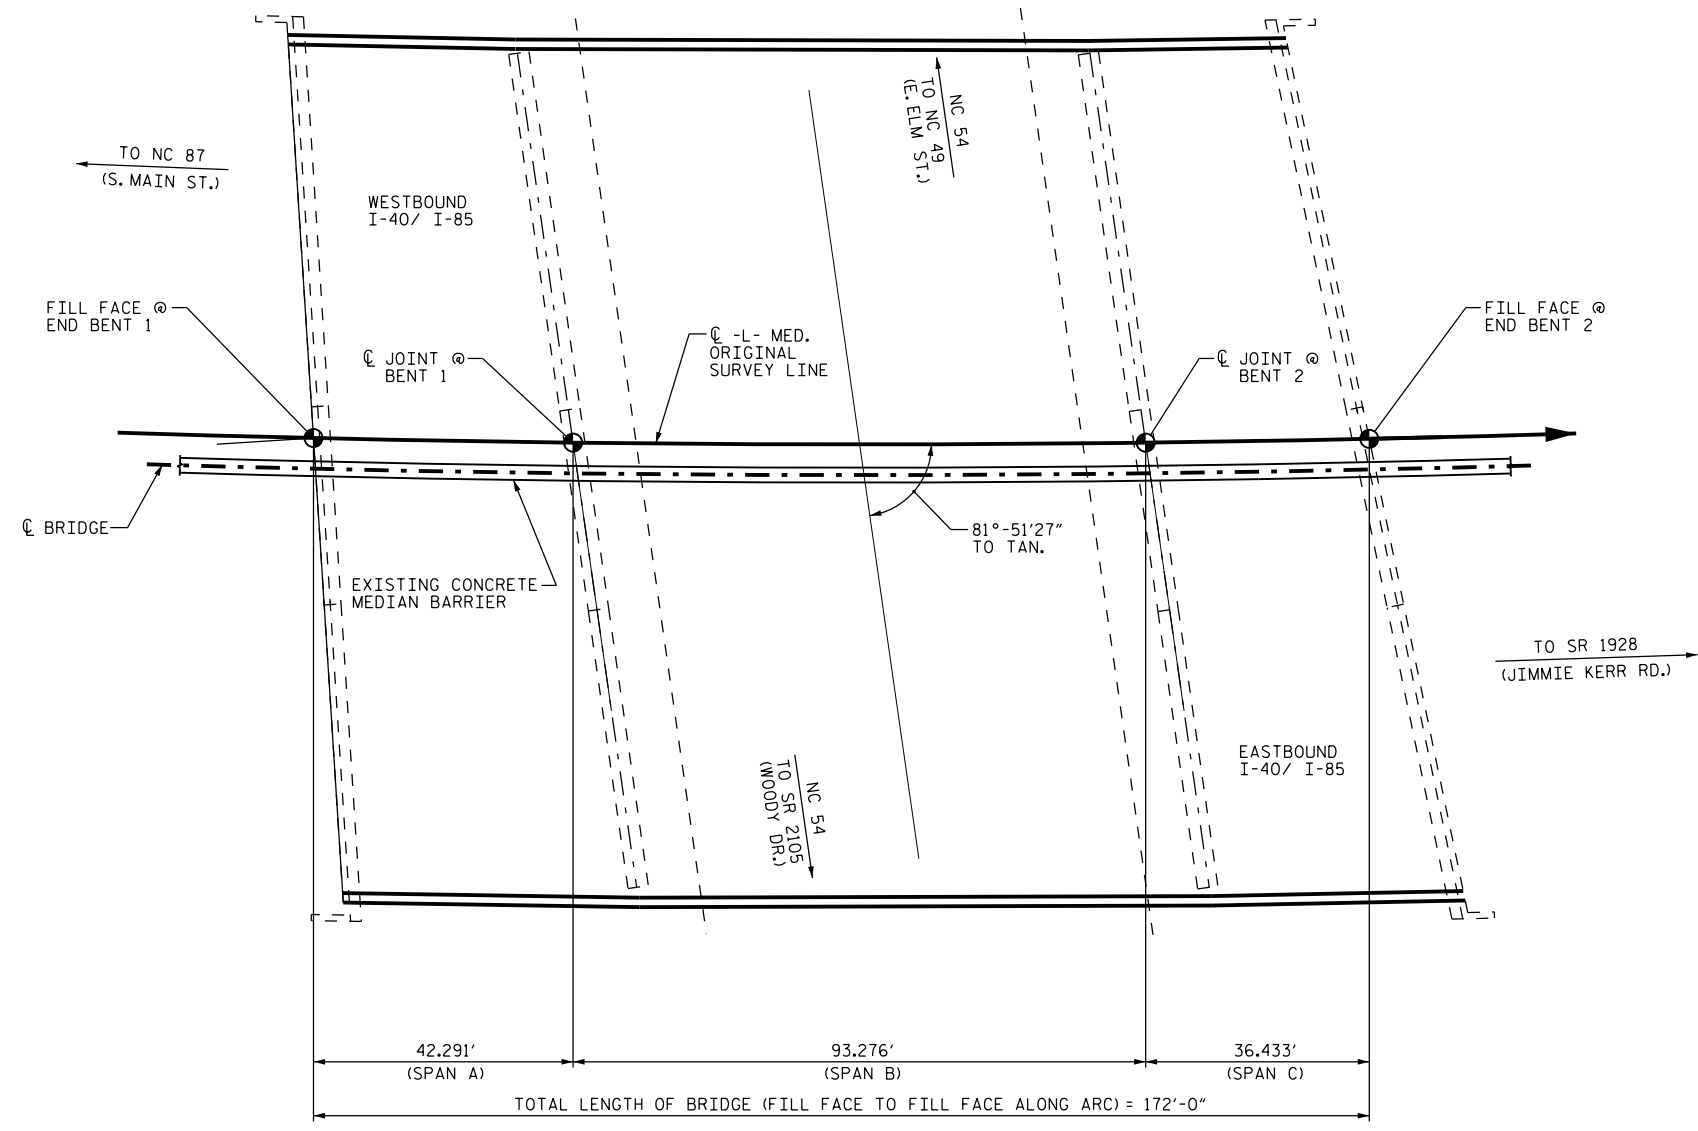 NC 54
TO NC 49
(E. ELM ST.)
TO NC 87
(S. MAIN ST.)
WESTBOUND
I-40/ I-85
FILL FACE @
END BENT 1
℄ JOINT @
BENT 1
℄ -L- MED.
ORIGINAL
SURVEY LINE
℄ JOINT @
BENT 2
FILL FACE @
END BENT 2
℄ BRIDGE
81°-51'27"
TO TAN.
EXISTING CONCRETE
MEDIAN BARRIER
TO SR 1928
(JIMMIE KERR RD.)
NC 54
TO SR 2105
(WOODY DR.)
EASTBOUND
I-40/ I-85
42.291'
(SPAN A)
93.276'
(SPAN B)
36.433'
(SPAN C)
TOTAL LENGTH OF BRIDGE (FILL FACE TO FILL FACE ALONG ARC) = 172'-0"